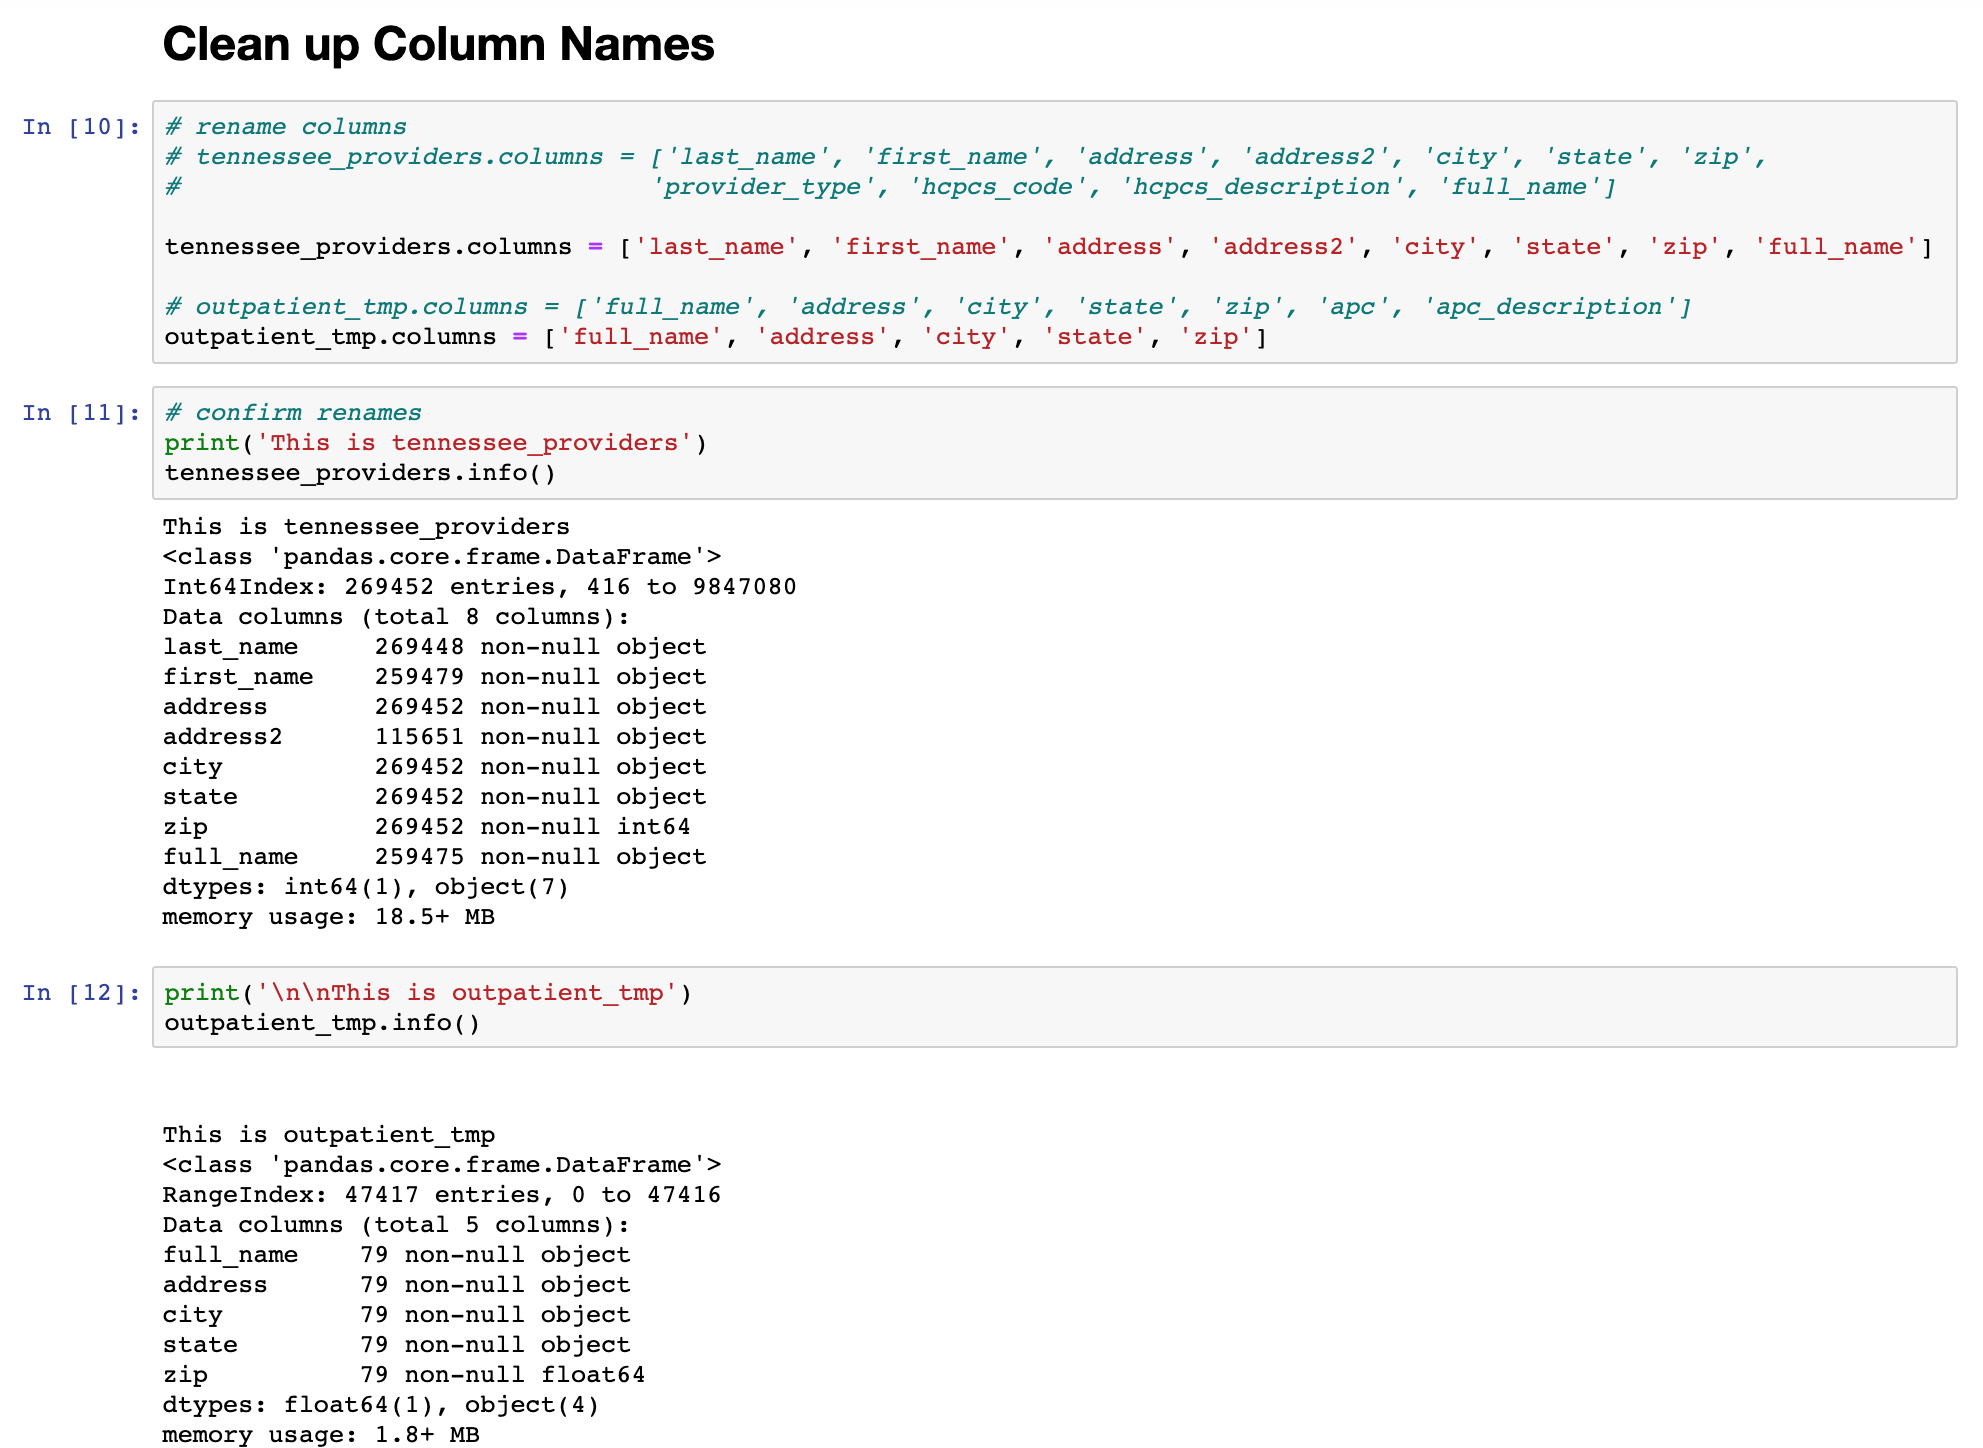 Clean up Column Names
In [10]:
# rename columns
# tennessee_providers.columns = ['last_name', 'first_name', 'address', 'address2', 'city', 'state', 'zip',
#                               'provider_type', 'hcpcs_code', 'hcpcs_description', 'full_name']
tennessee_providers.columns = ['last_name', 'first_name', 'address', 'address2', 'city', 'state', 'zip', 'full_name']
# outpatient_tmp.columns = ['full_name', 'address', 'city', 'state', 'zip', 'apc', 'apc_description']
outpatient_tmp.columns = ['full_name', 'address', 'city', 'state', 'zip']
In [11]:
# confirm renames
print('This is tennessee_providers')
tennessee_providers.info()
This is tennessee_providers
<class 'pandas.core.frame.DataFrame'>
Int64Index: 269452 entries, 416 to 9847080
Data columns (total 8 columns):
last_name     269448 non-null object
first_name    259479 non-null object
address       269452 non-null object
address2      115651 non-null object
city          269452 non-null object
state         269452 non-null object
zip           269452 non-null int64
full_name     259475 non-null object
dtypes: int64(1), object(7)
memory usage: 18.5+ MB
In [12]:
print('\n\nThis is outpatient_tmp')
outpatient_tmp.info()
This is outpatient_tmp
<class 'pandas.core.frame.DataFrame'>
RangeIndex: 47417 entries, 0 to 47416
Data columns (total 5 columns):
full_name    79 non-null object
address      79 non-null object
city         79 non-null object
state        79 non-null object
zip          79 non-null float64
dtypes: float64(1), object(4)
memory usage: 1.8+ MB